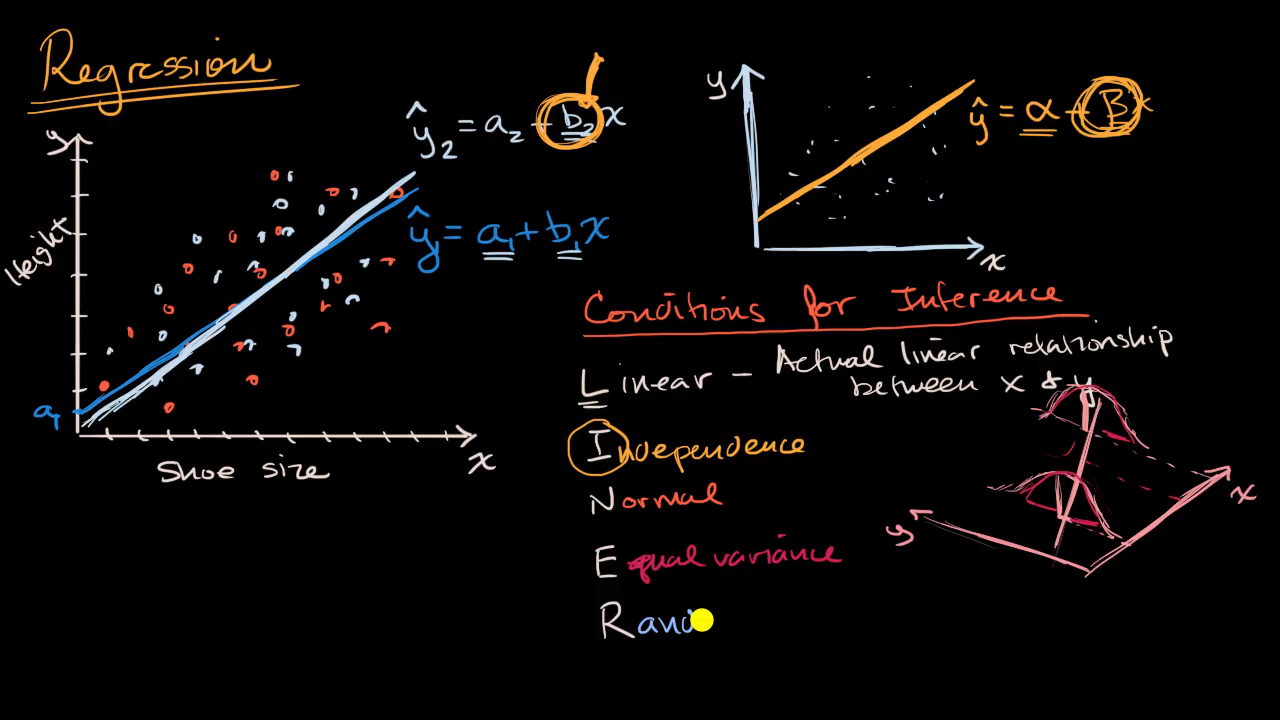 Regression
y
Height
a₁
Shoe size
x
ŷ₂ = a₂ + b₂x
ŷ₁ = a₁ + b₁x
y
x
ŷ = α + βx
Conditions for Inference
Linear – Actual linear relationship
between x & y
Independence
Normal
Equal variance
Rand
y
x